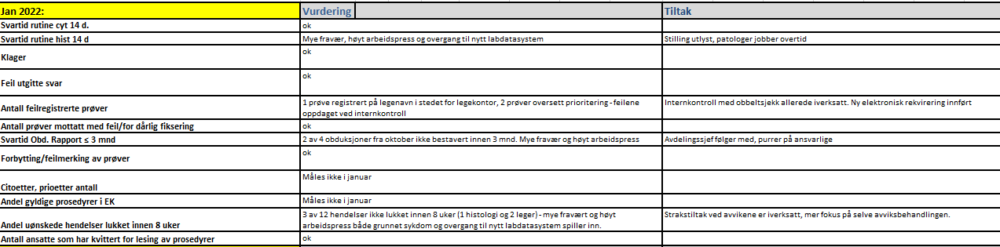 Jan 2022: Vurdering Tiltak
Svartid rutine cyt 14 d. ok
Svartid rutine hist 14 d Mye fravær, høyt arbeidspress og overgang til nytt labdatasystem Stilling utlyst, patologer jobber overtid
Klager ok
Feil utgitte svar ok
Antall feilregistrerte prøver 1 prøve registrert på legenavn i stedet for legekontor, 2 prøver oversett prioritering - feilene Internkontroll med obbeltsjekk allerede iverksatt. Ny elektronisk rekvirering innført
oppdaget ved internkontroll
Antall prøver mottatt med feil/for dårlig fiksering ok
Svartid Obd. Rapport ≤ 3 mnd 2 av 4 obduksjoner fra oktober ikke bestavert innen 3 mnd. Mye fravær og høyt arbeidspress Avdelingssjef følger med, purrer på ansvarlige
Forbytting/feilmerking av prøver ok
Citoetter, prioetter antall Måles ikke i januar
Andel gyldige prosedyrer i EK Måles ikke i januar
Andel uønskede hendelser lukket innen 8 uker 3 av 12 hendelser ikke lukket innen 8 uker (1 histologi og 2 leger) - mye fravært og høyt Strakstiltak ved avvikene er iverksatt, mer fokus på selve avviksbehandlingen.
arbeidspress både grunnet sykdom og overgang til nytt labdatasystem spiller inn.
Antall ansatte som har kvittert for lesing av prosedyrer ok